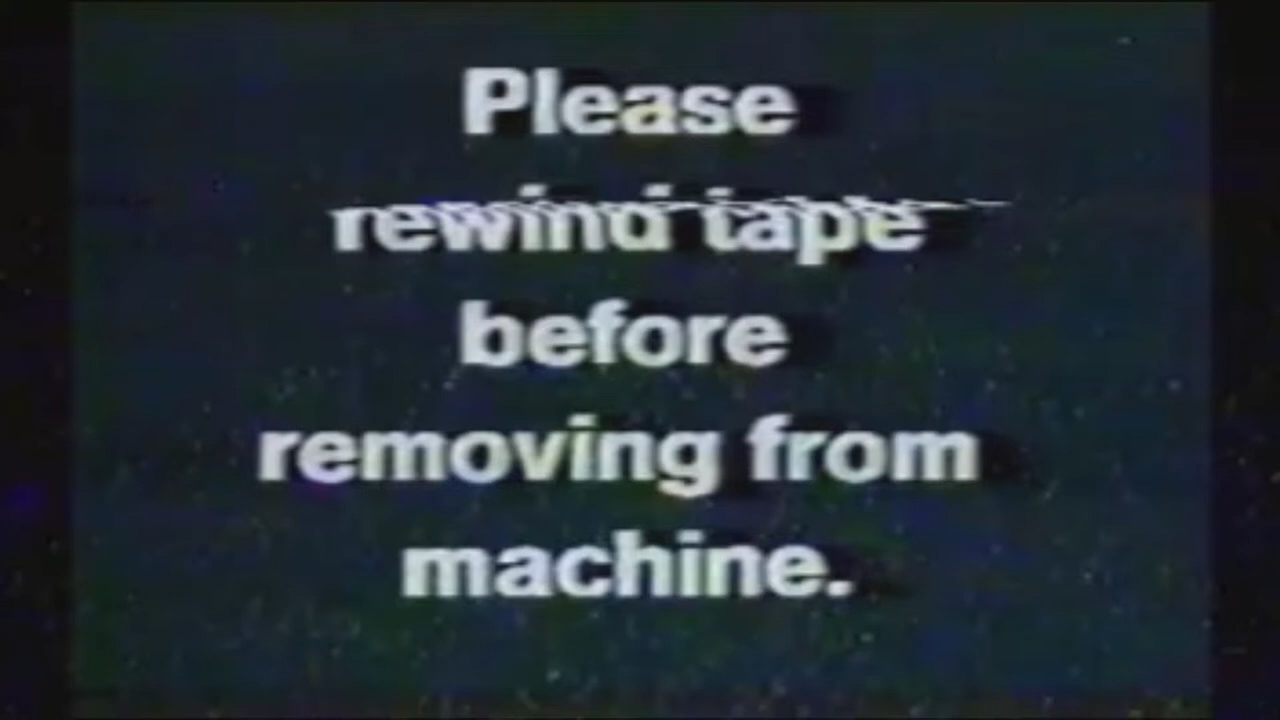 Please
rewind tape
before
removing from
machine.